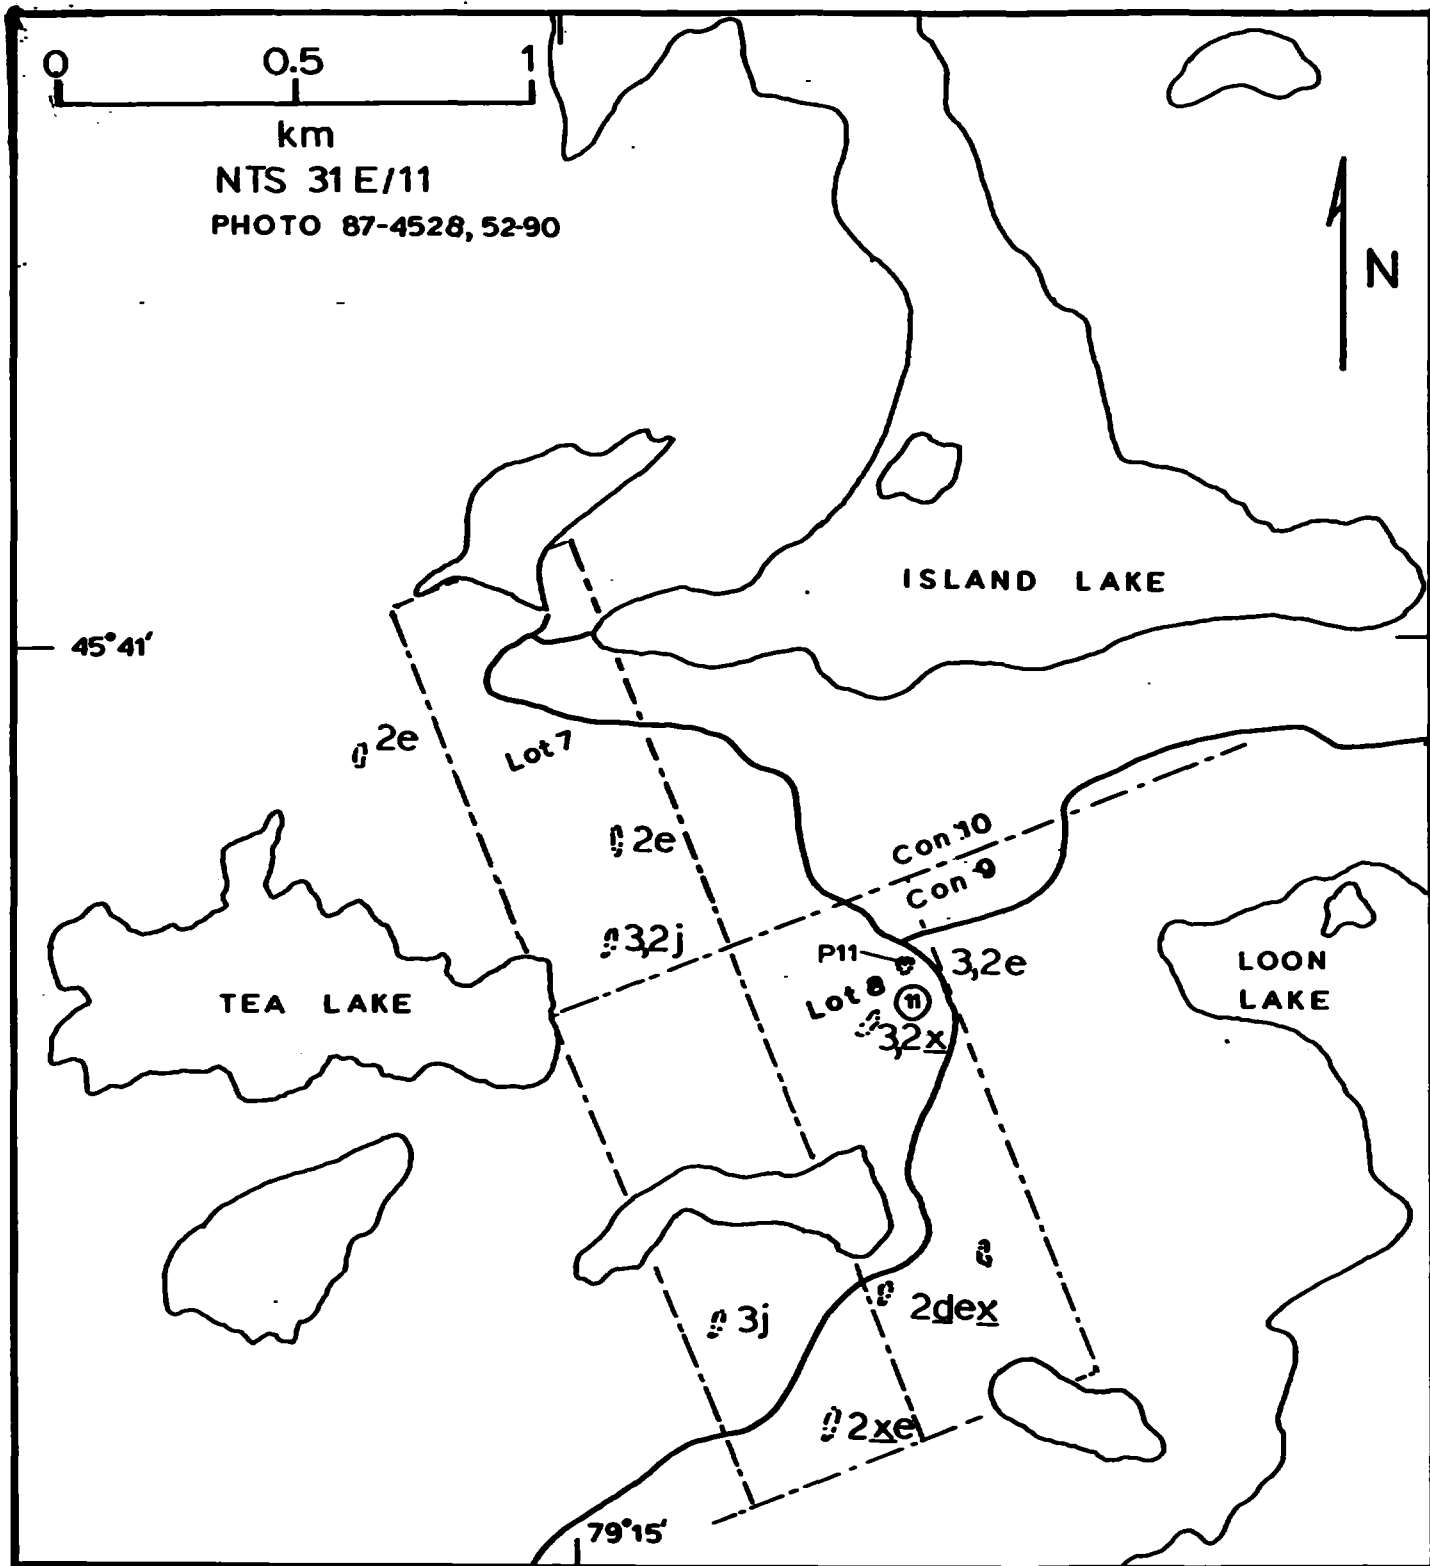 0 0.5 1
km
NTS 31 E/11
PHOTO 87-4528, 52-90
N
ISLAND LAKE
45°41'
2e
Lot 7
2e
Con 10
Con 9
3,2j
P11
3,2e
LOON
LAKE
TEA LAKE
Lot 8
11
3,2x
2dex
3j
2xe
79°15'